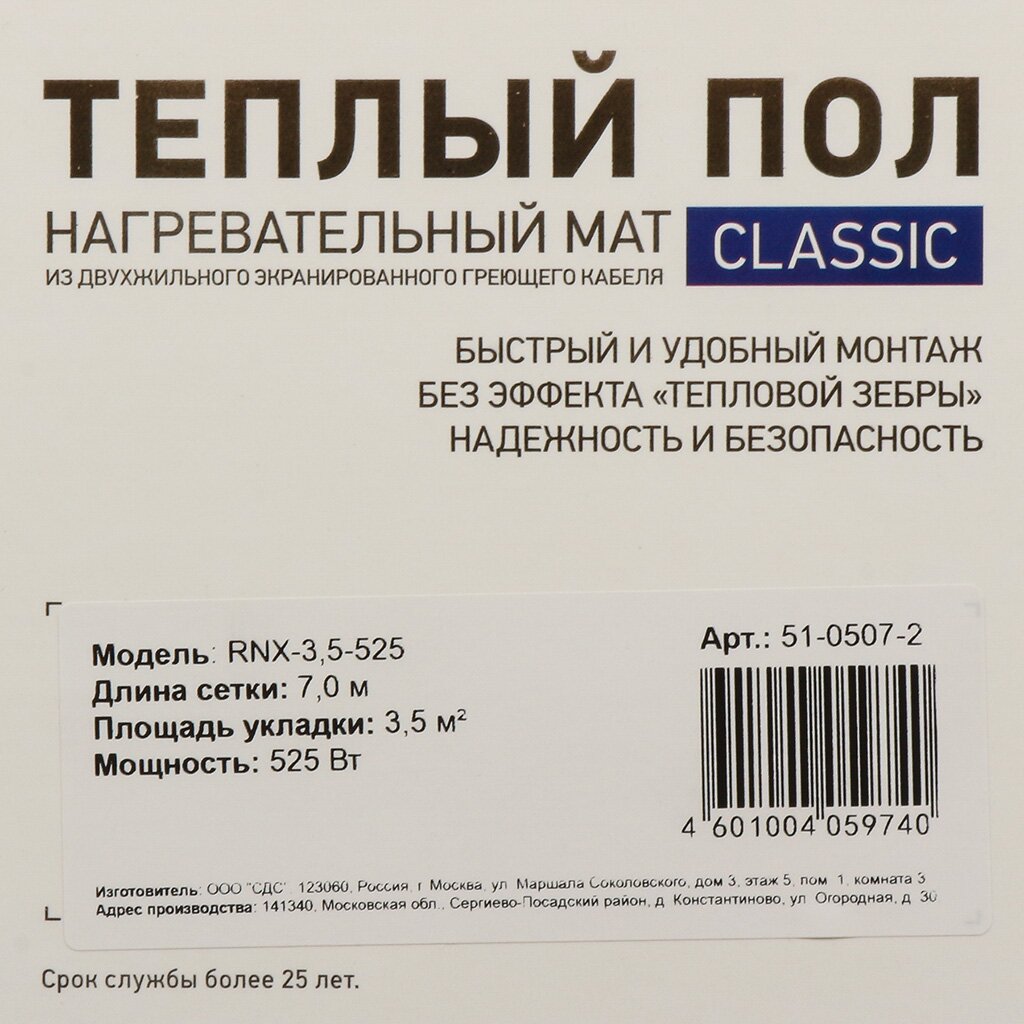 ТЕПЛЫЙ ПОЛ
НАГРЕВАТЕЛЬНЫЙ МАТ CLASSIC
ИЗ ДВУХЖИЛЬНОГО ЭКРАНИРОВАННОГО ГРЕЮЩЕГО КАБЕЛЯ
БЫСТРЫЙ И УДОБНЫЙ МОНТАЖ
БЕЗ ЭФФЕКТА «ТЕПЛОВОЙ ЗЕБРЫ»
НАДЕЖНОСТЬ И БЕЗОПАСНОСТЬ
Модель: RNX-3,5-525
Длина сетки: 7,0 м
Площадь укладки: 3,5 м²
Мощность: 525 Вт
Арт.: 51-0507-2
4 601004 059740
Изготовитель: ООО "СДС", 123060, Россия, г. Москва, ул. Маршала Соколовского, дом 3, этаж 5, пом. 1, комната 3
Адрес производства: 141340, Московская обл., Сергиево-Посадский район, д. Константиново, ул. Огородная, д. 30
Срок службы более 25 лет.